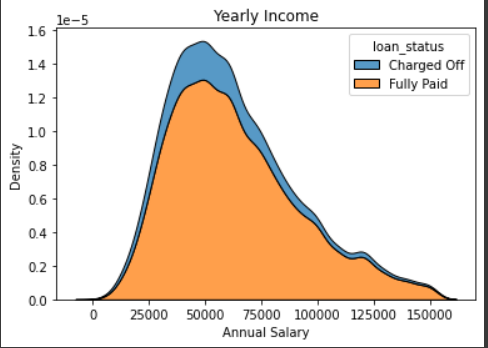 Yearly Income
1e−5
1.6
1.4
1.2
1.0
0.8
0.6
0.4
0.2
0.0
Density
loan_status
Charged Off
Fully Paid
0 25000 50000 75000 100000 125000 150000
Annual Salary